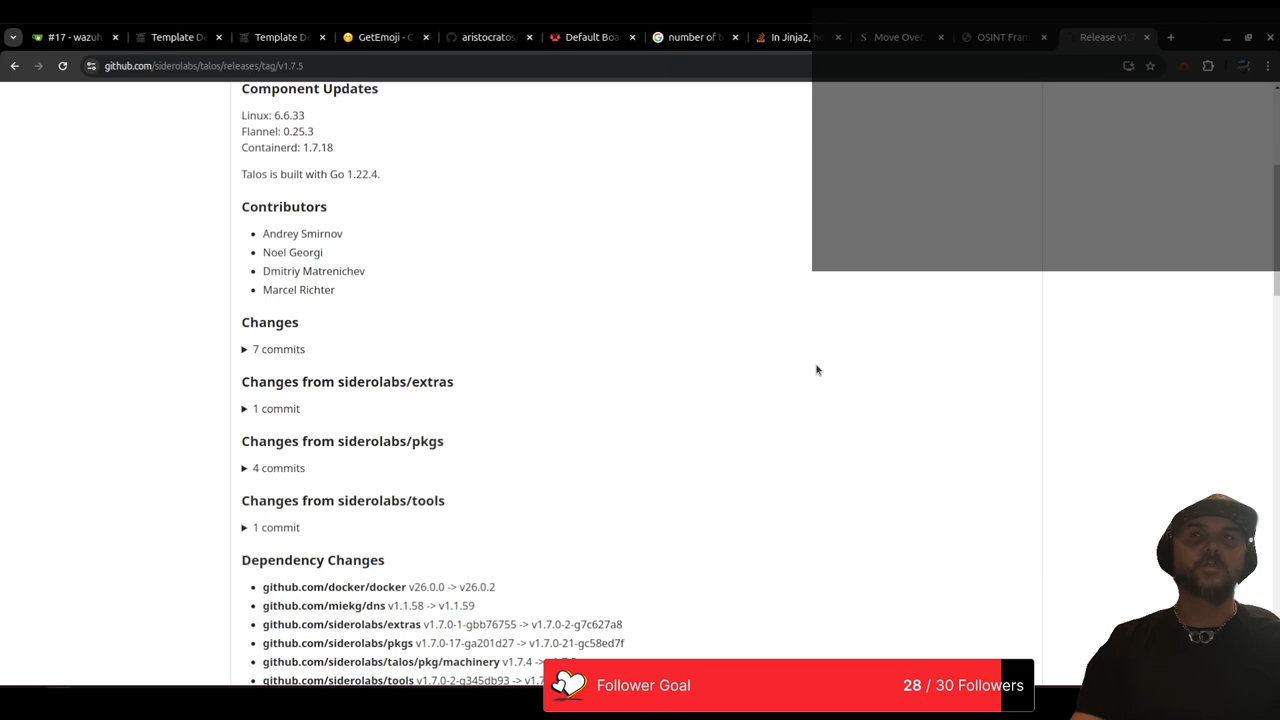 #17 - wazuh
Template De
Template De
GetEmoji - C
aristocratos
Default Boa
number of b
In Jinja2, h
Move Over,
OSINT Fram
Release v1.7
github.com/siderolabs/talos/releases/tag/v1.7.5
Component Updates
Linux: 6.6.33
Flannel: 0.25.3
Containerd: 1.7.18
Talos is built with Go 1.22.4.
Contributors
Andrey Smirnov
Noel Georgi
Dmitriy Matrenichev
Marcel Richter
Changes
7 commits
Changes from siderolabs/extras
1 commit
Changes from siderolabs/pkgs
4 commits
Changes from siderolabs/tools
1 commit
Dependency Changes
github.com/docker/docker v26.0.0 -> v26.0.2
github.com/miekg/dns v1.1.58 -> v1.1.59
github.com/siderolabs/extras v1.7.0-1-gbb76755 -> v1.7.0-2-g7c627a8
github.com/siderolabs/pkgs v1.7.0-17-ga201d27 -> v1.7.0-21-gc58ed7f
github.com/siderolabs/talos/pkg/machinery v1.7.4 ->
github.com/siderolabs/tools v1.7.0-2-g345db93 -> v1.7
Follower Goal
28 / 30 Followers